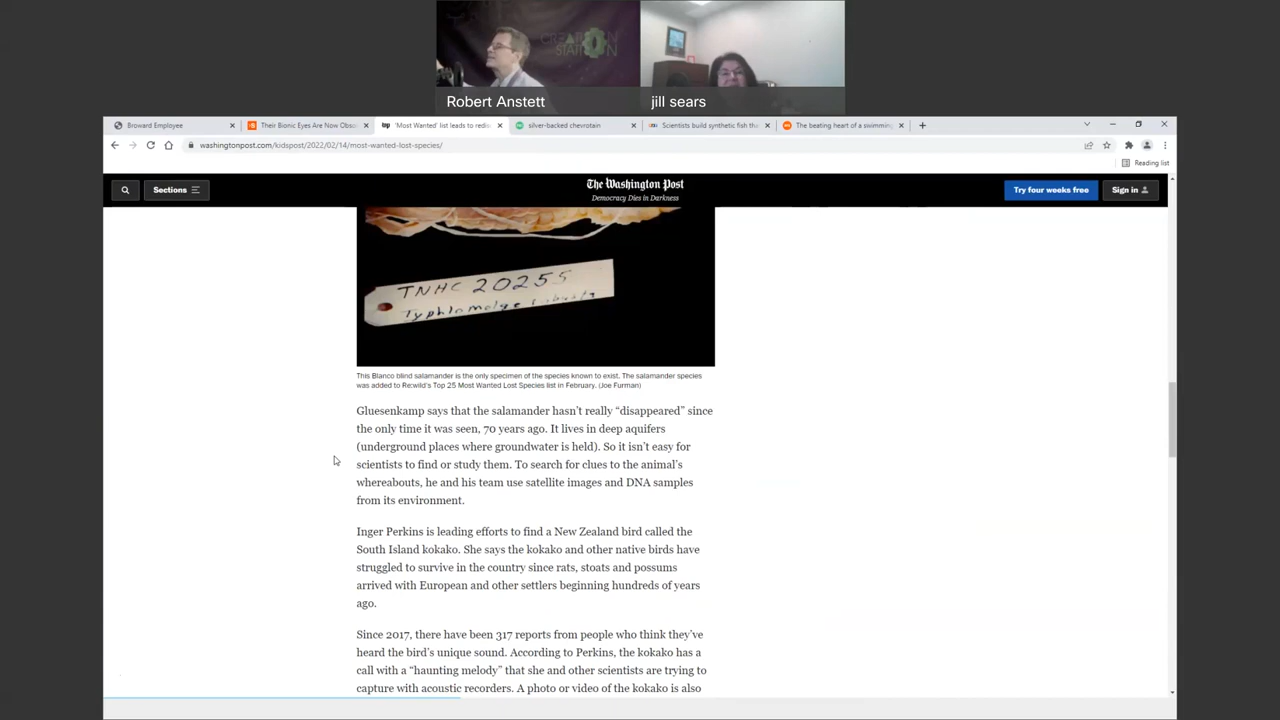 CREATION
STATION
Robert Anstett
jill sears
Broward Employee
Their Bionic Eyes Are Now Obso
'Most Wanted' list leads to redis
silver-backed chevrotain
Scientists build synthetic fish tha
The beating heart of a swimming
washingtonpost.com/kidspost/2022/02/14/most-wanted-lost-species/
Reading list
Sections
The Washington Post
Democracy Dies in Darkness
Try four weeks free
Sign in
TNHC 20255
Typhlomolge
This Blanco blind salamander is the only specimen of the species known to exist. The salamander species
was added to Re:wild's Top 25 Most Wanted Lost Species list in February. (Joe Furman)
Gluesenkamp says that the salamander hasn't really “disappeared” since
the only time it was seen, 70 years ago. It lives in deep aquifers
(underground places where groundwater is held). So it isn't easy for
scientists to find or study them. To search for clues to the animal's
whereabouts, he and his team use satellite images and DNA samples
from its environment.
Inger Perkins is leading efforts to find a New Zealand bird called the
South Island kokako. She says the kokako and other native birds have
struggled to survive in the country since rats, stoats and possums
arrived with European and other settlers beginning hundreds of years
ago.
Since 2017, there have been 317 reports from people who think they've
heard the bird's unique sound. According to Perkins, the kokako has a
call with a “haunting melody” that she and other scientists are trying to
capture with acoustic recorders. A photo or video of the kokako is also